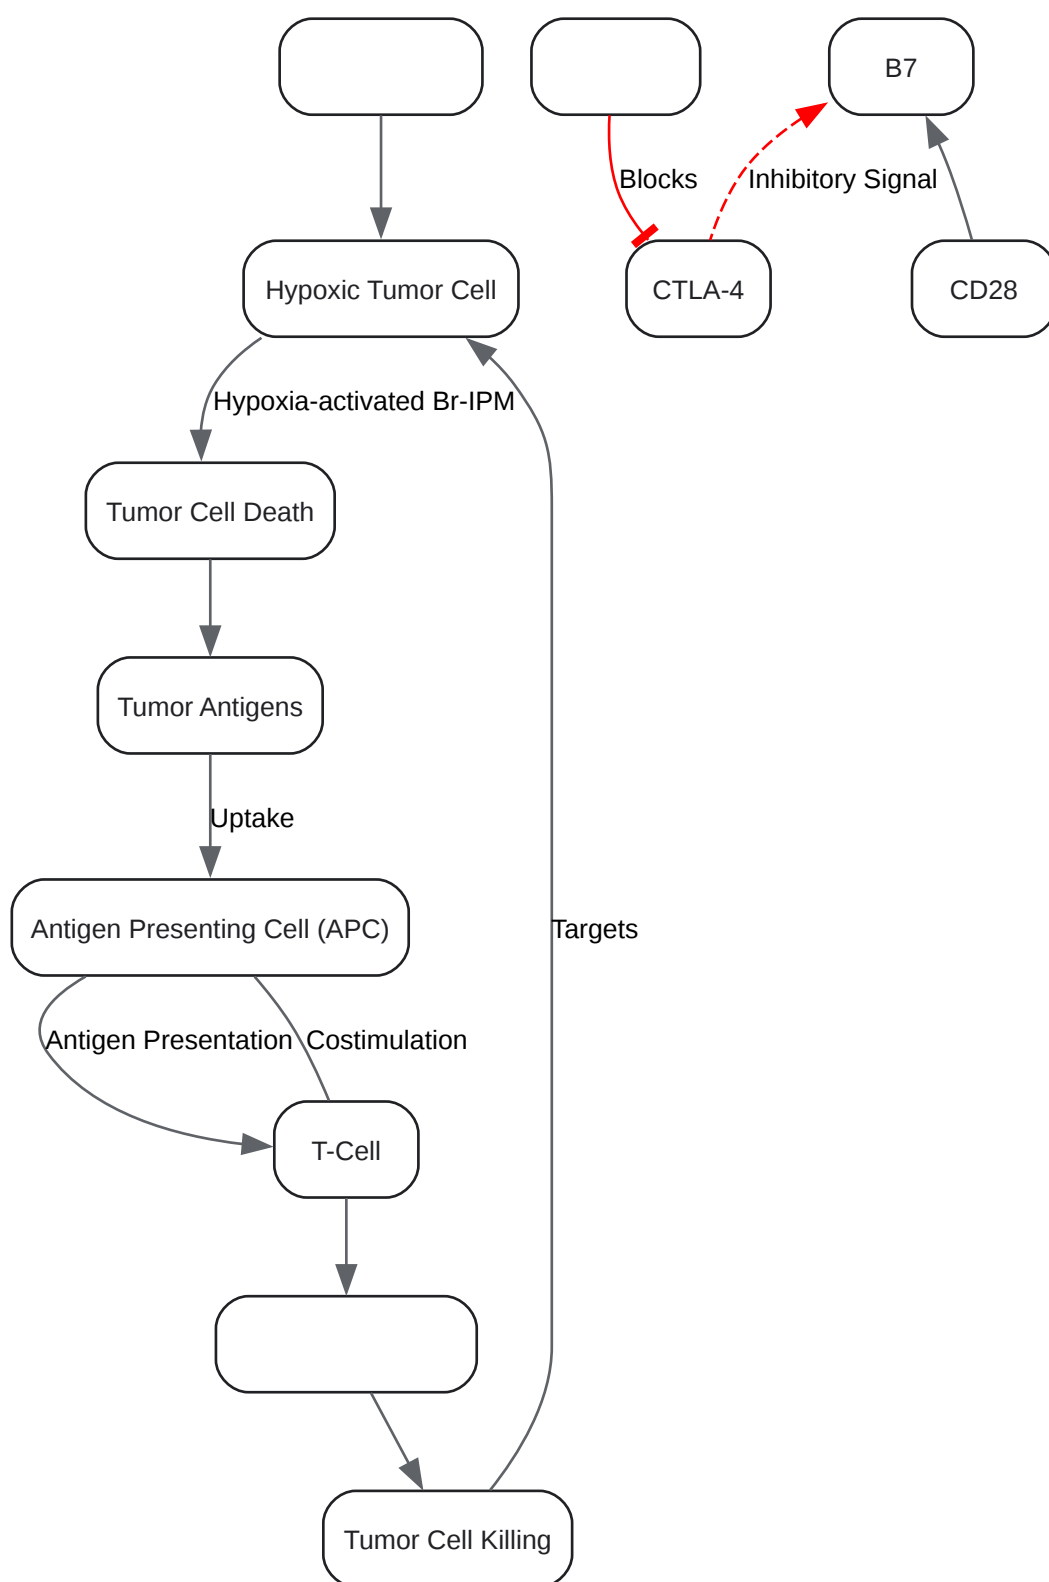 B7
Blocks
Inhibitory Signal
Hypoxic Tumor Cell
CTLA-4
CD28
Hypoxia-activated Br-IPM
Tumor Cell Death
Tumor Antigens
Uptake
Antigen Presenting Cell (APC)
Targets
Antigen Presentation
Costimulation
T-Cell
Tumor Cell Killing